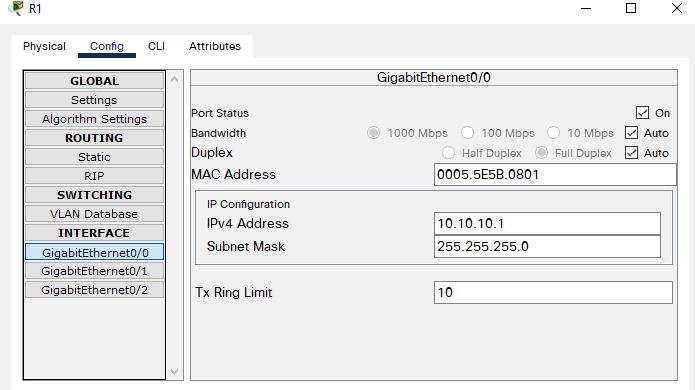 R1
Physical Config CLI Attributes
GLOBAL
Settings
Algorithm Settings
ROUTING
Static
RIP
SWITCHING
VLAN Database
INTERFACE
GigabitEthernet0/0
GigabitEthernet0/1
GigabitEthernet0/2
GigabitEthernet0/0
Port Status On
Bandwidth 1000 Mbps 100 Mbps 10 Mbps Auto
Duplex Half Duplex Full Duplex Auto
MAC Address 0005.5E5B.0801
IP Configuration
IPv4 Address 10.10.10.1
Subnet Mask 255.255.255.0
Tx Ring Limit 10